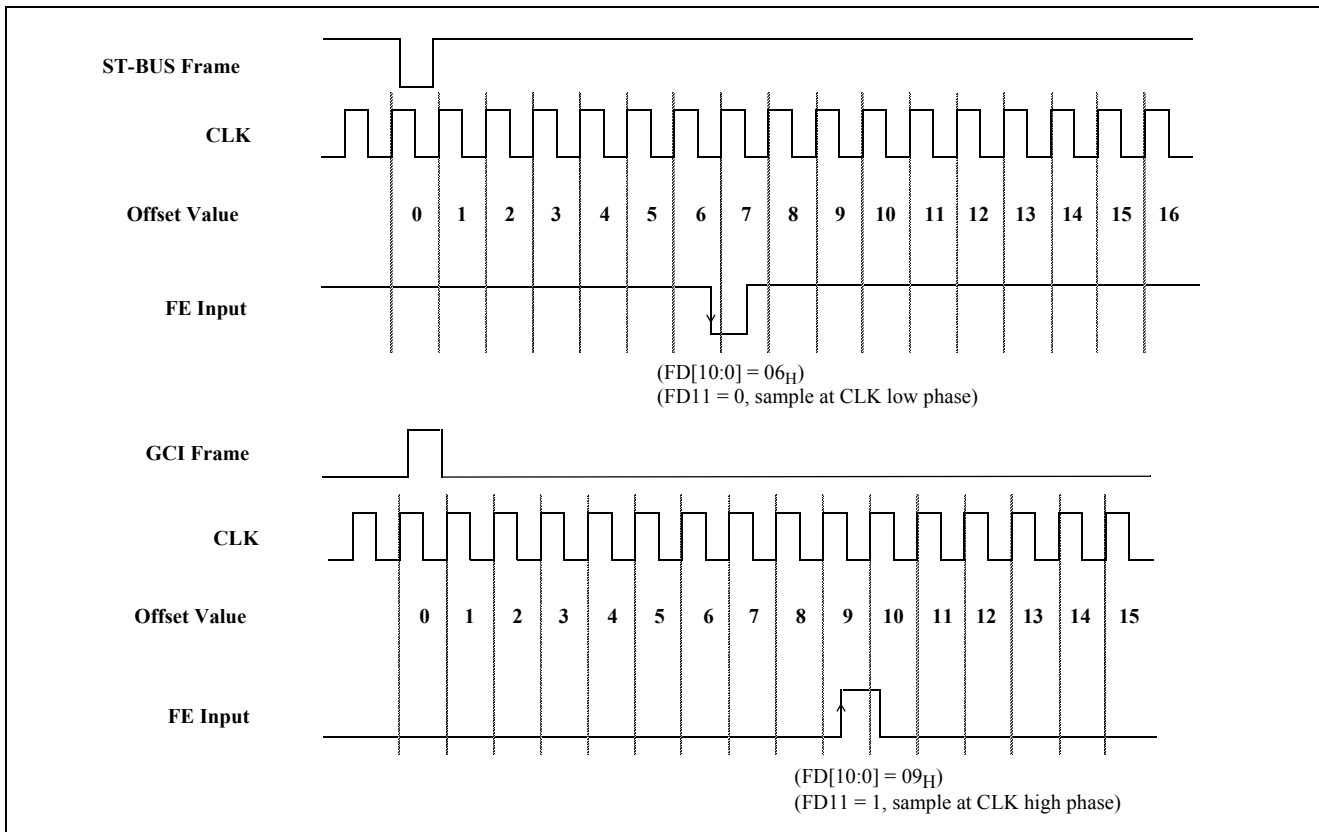 ST-BUS Frame
CLK
Offset Value 0 1 2 3 4 5 6 7 8 9 10 11 12 13 14 15 16
FE Input
(FD[10:0] = 06H)
(FD11 = 0, sample at CLK low phase)
GCI Frame
CLK
Offset Value 0 1 2 3 4 5 6 7 8 9 10 11 12 13 14 15
FE Input
(FD[10:0] = 09H)
(FD11 = 1, sample at CLK high phase)